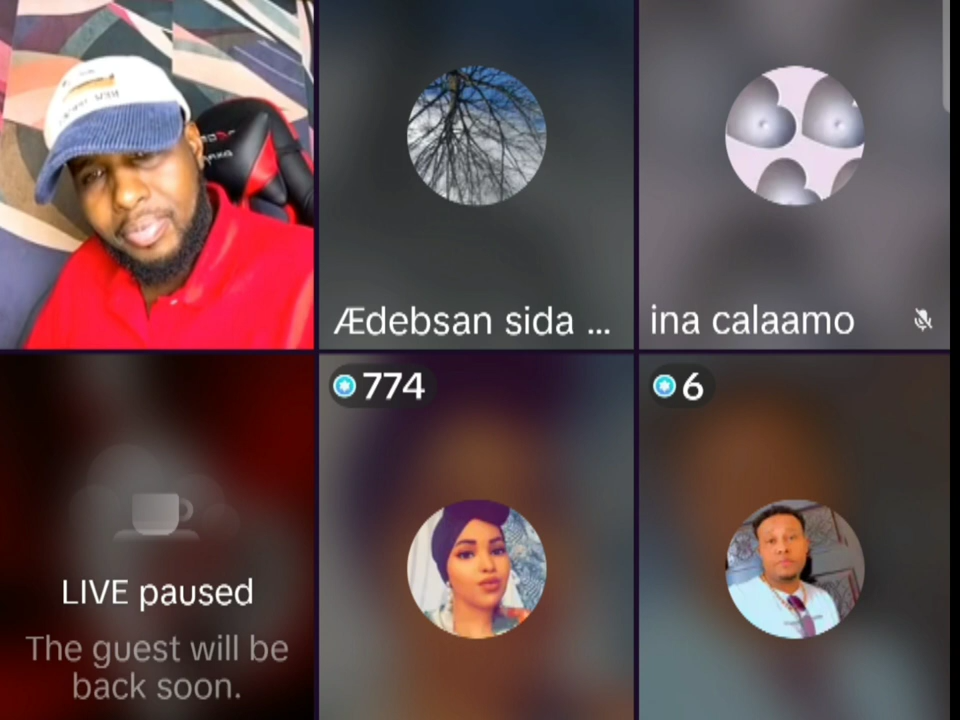 Ædebsan sida ...
ina calaamo
774
6
LIVE paused
The guest will be
back soon.